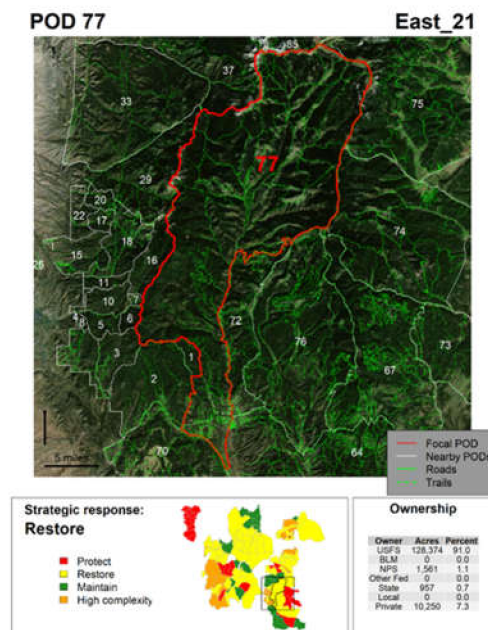 POD 77
East_21
85
37
33
75
77
29
20
22
17
74
18
16
15
11
10
7
6
5
72
76
73
3
1
2
67
70
64
5 miles
Focal POD
Nearby PODs
Roads
Trails
Strategic response:
Restore
Protect
Restore
Maintain
High complexity
Ownership
Owner Acres Percent
USFS 128,374 91.0
BLM 0 0.0
NPS 1,561 1.1
Other Fed 0 0.0
State 957 0.7
Local 0 0.0
Private 10,250 7.3